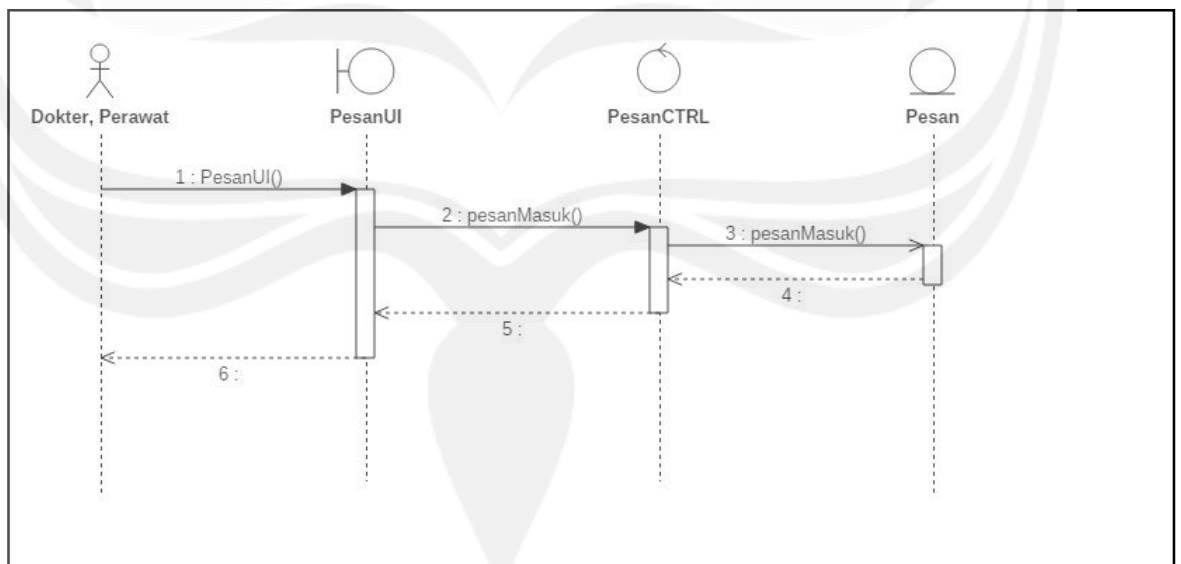 Dokter, Perawat
PesanUI
PesanCTRL
Pesan
1 : PesanUI()
2 : pesanMasuk()
3 : pesanMasuk()
4 :
5 :
6 :